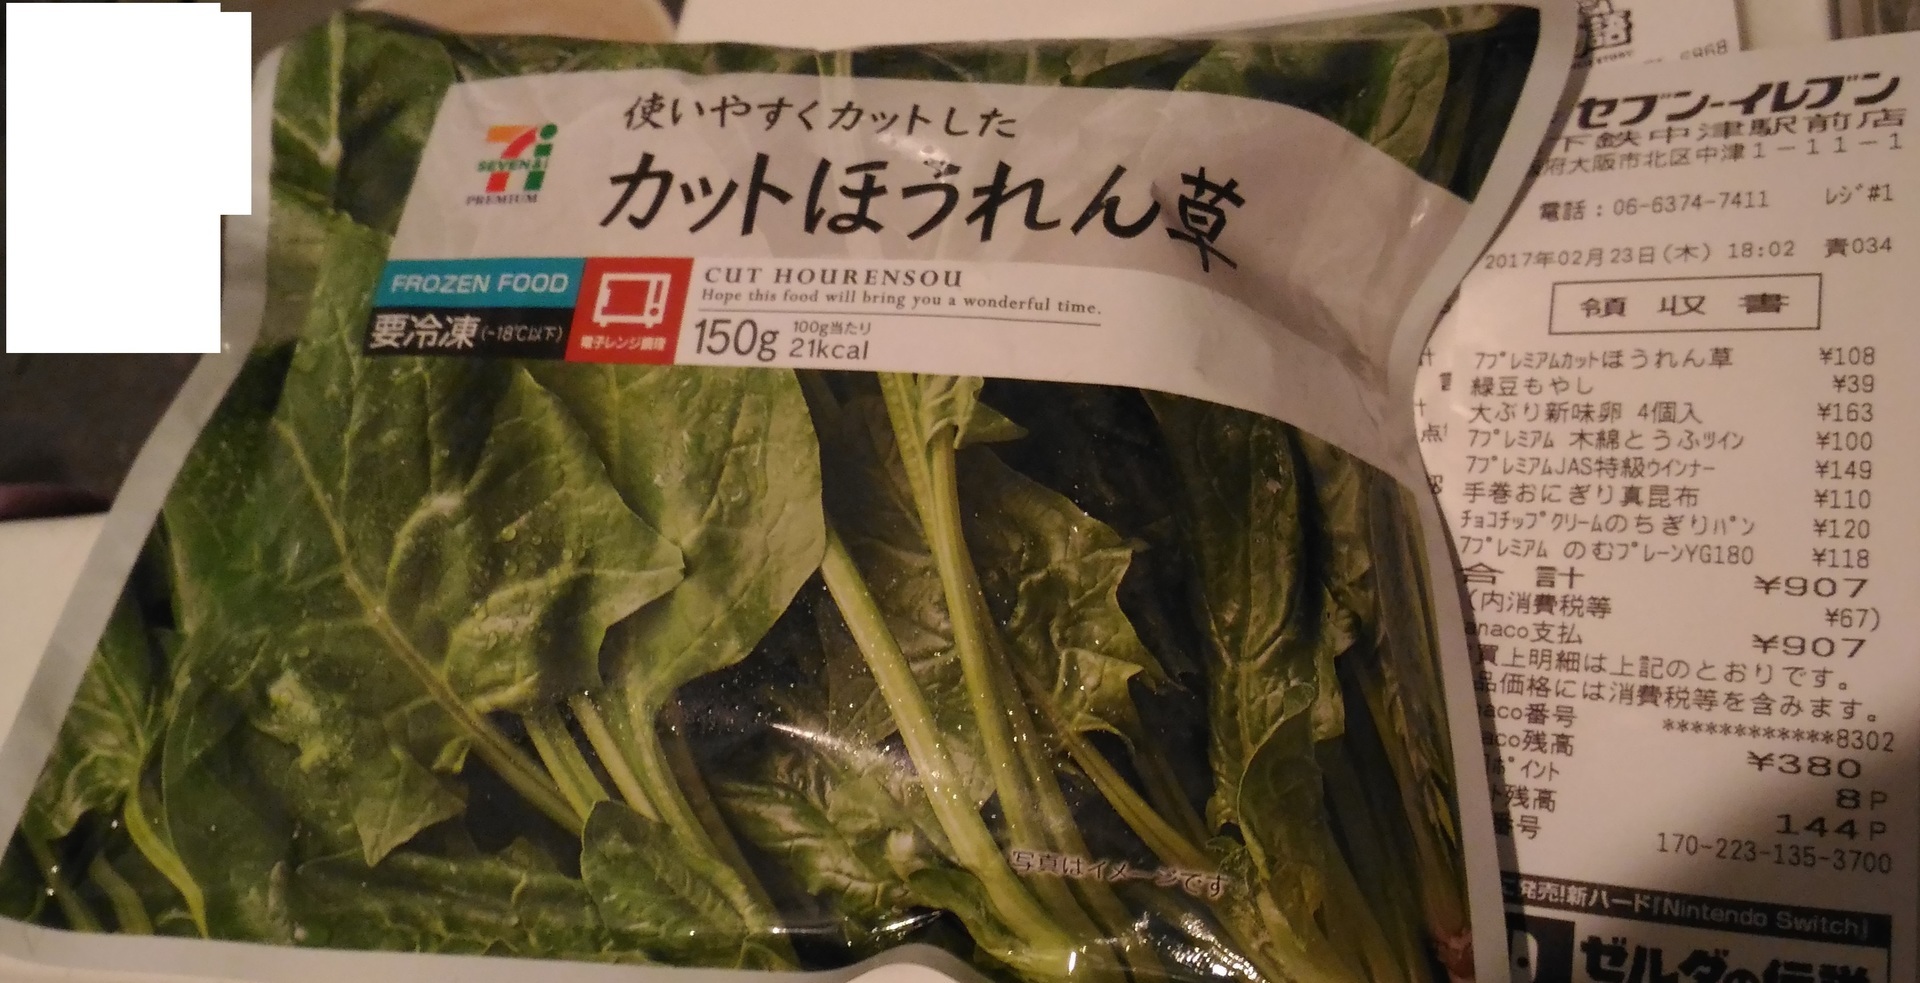 使いやすくカットした
カットほうれん草
SEVEN&i
PREMIUM
FROZEN FOOD
要冷凍(-18℃以下)
電子レンジ調理
CUT HOURENSOU
Hope this food will bring you a wonderful time.
150g 100g当たり
21kcal
写真はイメージです
語
6968
セブン-イレブン
下鉄中津駅前店
府大阪市北区中津1-11-1
電話:06-6374-7411 レジ#1
2017年02月23日(木) 18:02 責034
領収書
7プレミアムカットほうれん草 ¥108
緑豆もやし ¥39
大ぶり新味卵 4個入 ¥163
7プレミアム 木綿とうふツイン ¥100
7プレミアムJAS特級ウインナー ¥149
手巻おにぎり真昆布 ¥110
チョコチップクリームのちぎりパン ¥120
7プレミアム のむプレーンYG180 ¥118
合 計 ¥907
(内消費税等 ¥67)
anaco支払 ¥907
買上明細は上記のとおりです。
品価格には消費税等を含みます。
aco番号 ************8302
aco残高 ¥380
ポイント 8P
残高 144P
番号 170-223-135-3700
発売!新ハード『Nintendo Switch』
ゼルダの伝説